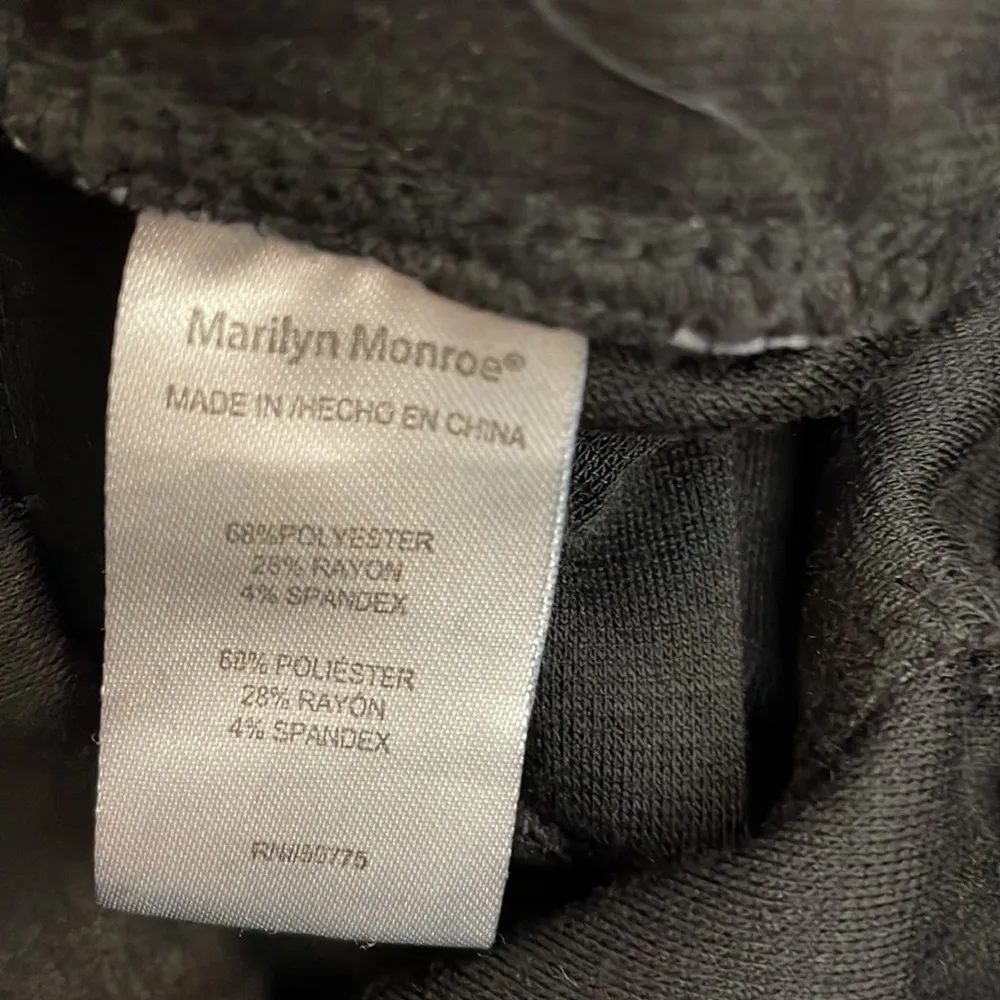 Marilyn Monroe®
MADE IN /HECHO EN CHINA
68%POLYESTER
28% RAYON
4% SPANDEX
68% POLIÉSTER
28% RAYÓN
4% SPANDEX